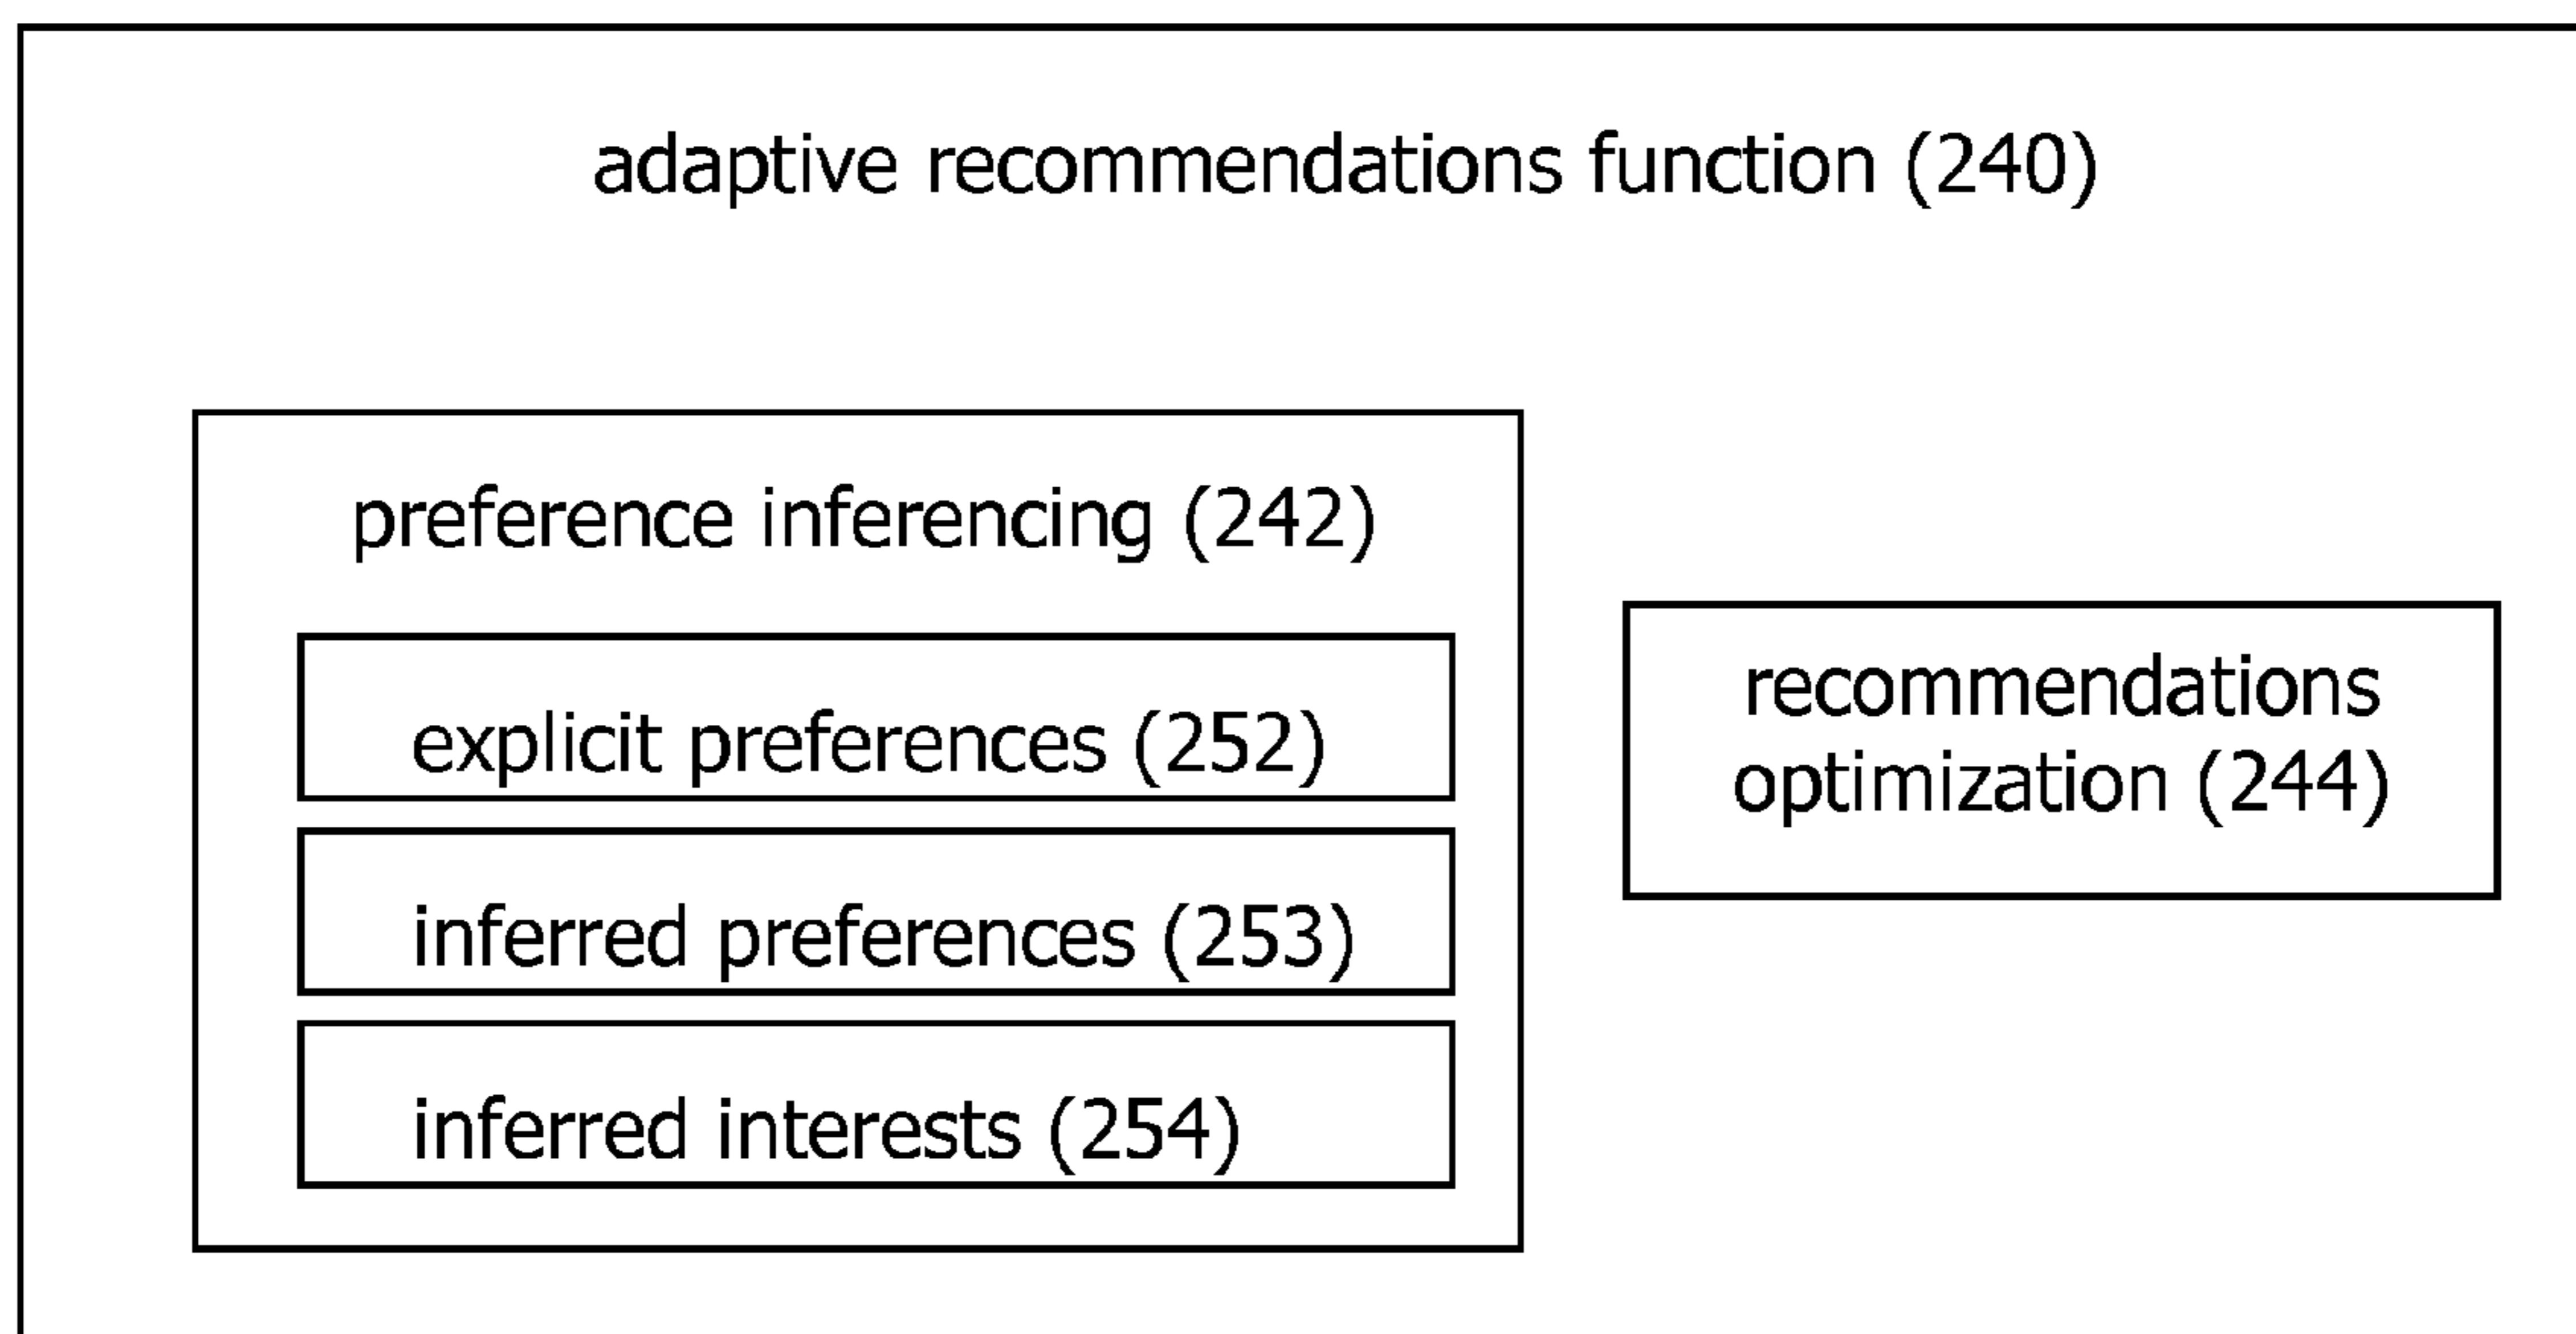 adaptive recommendations function (240)
preference inferencing (242)
explicit preferences (252)
inferred preferences (253)
inferred interests (254)
recommendations
optimization (244)